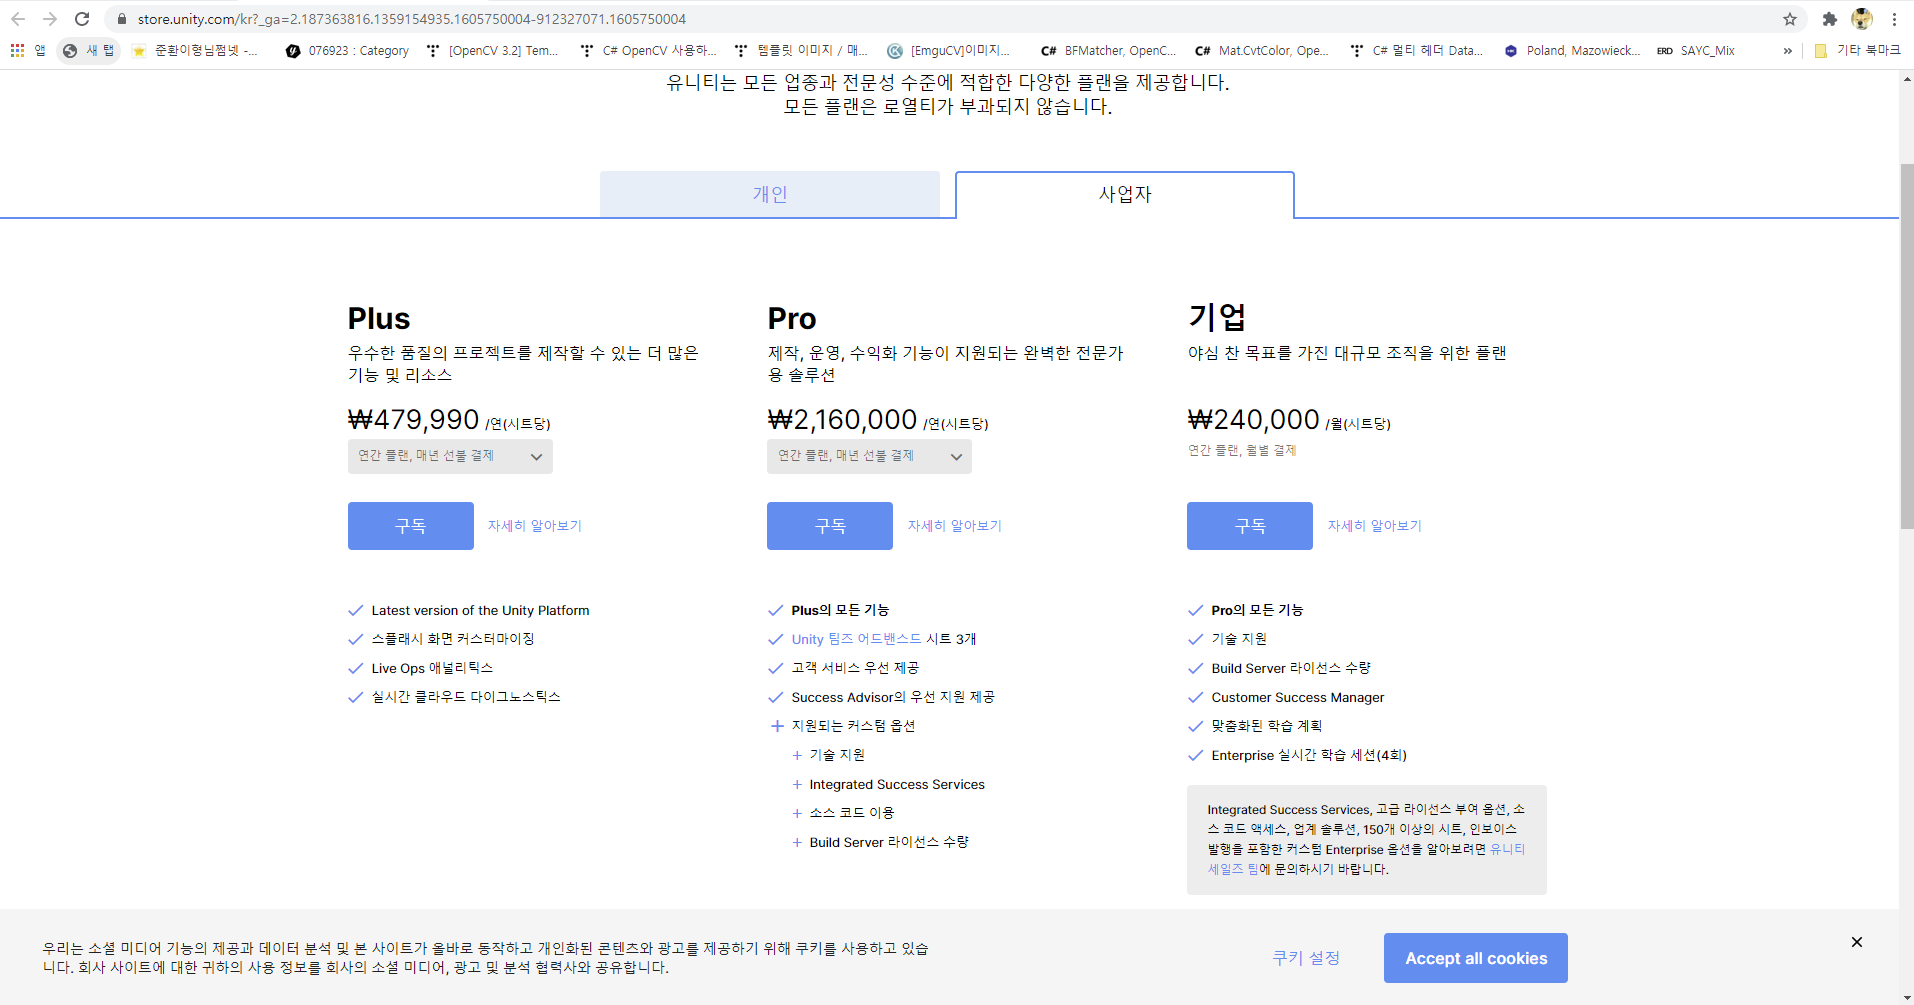 store.unity.com/kr?_ga=2.187363816.1359154935.1605750004-912327071.1605750004
앱 새 탭 준환이형님쩜넷 -... 076923 : Category [OpenCV 3.2] Tem... C# OpenCV 사용하... 템플릿 이미지 / 매... [EmguCV]이미지... C# BFMatcher, OpenC... C# Mat.CvtColor, Ope... C# 멀티 헤더 Data... Poland, Mazowieck... ERD SAYC_Mix » 기타 북마크
유니티는 모든 업종과 전문성 수준에 적합한 다양한 플랜을 제공합니다.
모든 플랜은 로열티가 부과되지 않습니다.
개인 사업자
Plus
우수한 품질의 프로젝트를 제작할 수 있는 더 많은
기능 및 리소스
₩479,990 /연(시트당)
연간 플랜, 매년 선불 결제
구독 자세히 알아보기
Latest version of the Unity Platform
스플래시 화면 커스터마이징
Live Ops 애널리틱스
실시간 클라우드 다이그노스틱스
Pro
제작, 운영, 수익화 기능이 지원되는 완벽한 전문가
용 솔루션
₩2,160,000 /연(시트당)
연간 플랜, 매년 선불 결제
구독 자세히 알아보기
Plus의 모든 기능
Unity 팀즈 어드밴스드 시트 3개
고객 서비스 우선 제공
Success Advisor의 우선 지원 제공
지원되는 커스텀 옵션
기술 지원
Integrated Success Services
소스 코드 이용
Build Server 라이선스 수량
기업
야심 찬 목표를 가진 대규모 조직을 위한 플랜
₩240,000 /월(시트당)
연간 플랜, 월별 결제
구독 자세히 알아보기
Pro의 모든 기능
기술 지원
Build Server 라이선스 수량
Customer Success Manager
맞춤화된 학습 계획
Enterprise 실시간 학습 세션(4회)
Integrated Success Services, 고급 라이선스 부여 옵션, 소
스 코드 액세스, 업계 솔루션, 150개 이상의 시트, 인보이스
발행을 포함한 커스텀 Enterprise 옵션을 알아보려면 유니티
세일즈 팀에 문의하시기 바랍니다.
우리는 소셜 미디어 기능의 제공과 데이터 분석 및 본 사이트가 올바로 동작하고 개인화된 콘텐츠와 광고를 제공하기 위해 쿠키를 사용하고 있습
니다. 회사 사이트에 대한 귀하의 사용 정보를 회사의 소셜 미디어, 광고 및 분석 협력사와 공유합니다.
쿠키 설정 Accept all cookies